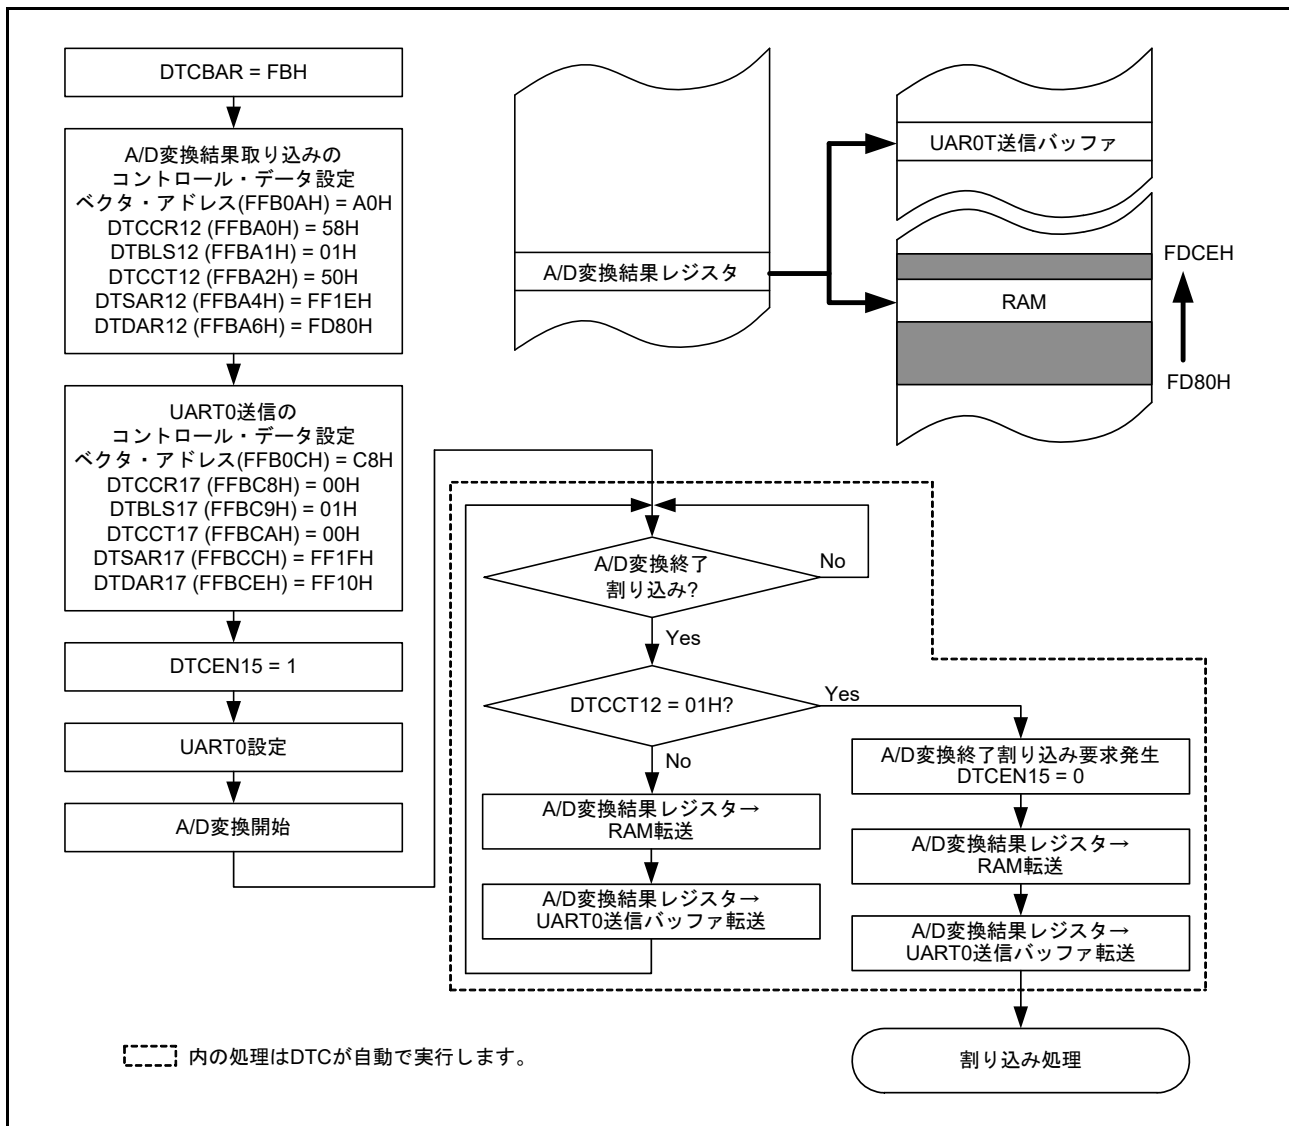 DTCBAR = FBH
A/D変換結果取り込みの
コントロール・データ設定
ベクタ・アドレス(FFB0AH) = A0H
DTCCR12 (FFBA0H) = 58H
DTBLS12 (FFBA1H) = 01H
DTCCT12 (FFBA2H) = 50H
DTSAR12 (FFBA4H) = FF1EH
DTDAR12 (FFBA6H) = FD80H
UART0送信の
コントロール・データ設定
ベクタ・アドレス(FFB0CH) = C8H
DTCCR17 (FFBC8H) = 00H
DTBLS17 (FFBC9H) = 01H
DTCCT17 (FFBCAH) = 00H
DTSAR17 (FFBCCH) = FF1FH
DTDAR17 (FFBCEH) = FF10H
DTCEN15 = 1
UART0設定
A/D変換開始
A/D変換結果レジスタ
UAR0T送信バッファ
FDCEH
RAM
FD80H
A/D変換終了
割り込み?
No
Yes
DTCCT12 = 01H?
Yes
No
A/D変換結果レジスタ→
RAM転送
A/D変換結果レジスタ→
UART0送信バッファ転送
A/D変換終了割り込み要求発生
DTCEN15 = 0
A/D変換結果レジスタ→
RAM転送
A/D変換結果レジスタ→
UART0送信バッファ転送
割り込み処理
内の処理はDTCが自動で実行します。